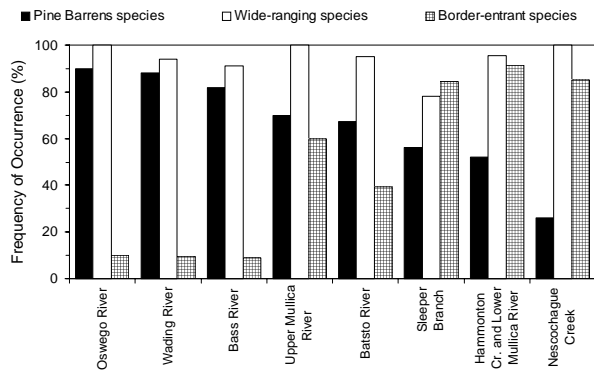 Pine Barrens species
Wide-ranging species
Border-entrant species
Frequency of Occurrence (%)
100
80
60
40
20
0
Oswego River
Wading River
Bass River
Upper Mullica
River
Batsto River
Sleeper
Branch
Hammonton
Cr. and Lower
Mullica River
Nescochague
Creek